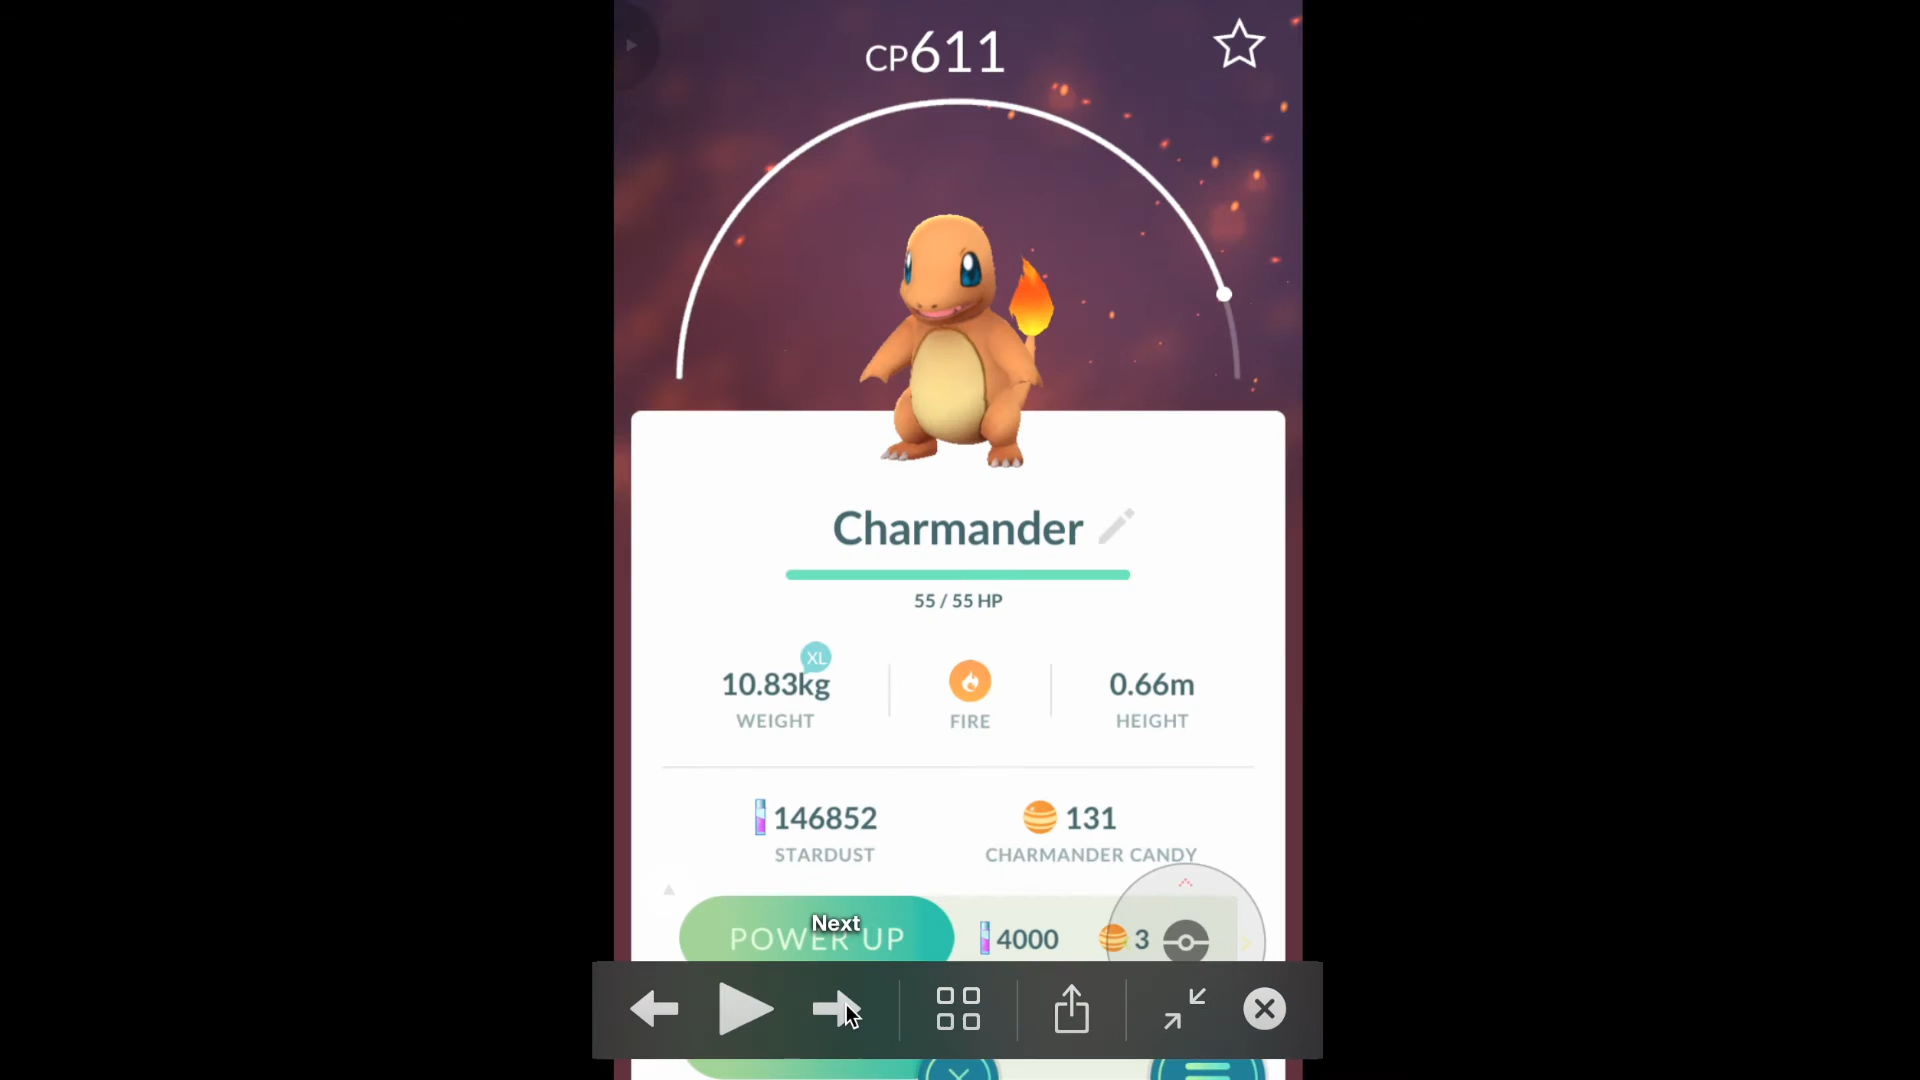 CP611
Charmander
55 / 55 HP
XL
10.83kg
0.66m
WEIGHT
FIRE
HEIGHT
146852
131
STARDUST
CHARMANDER CANDY
POWER UP
4000
3
Next